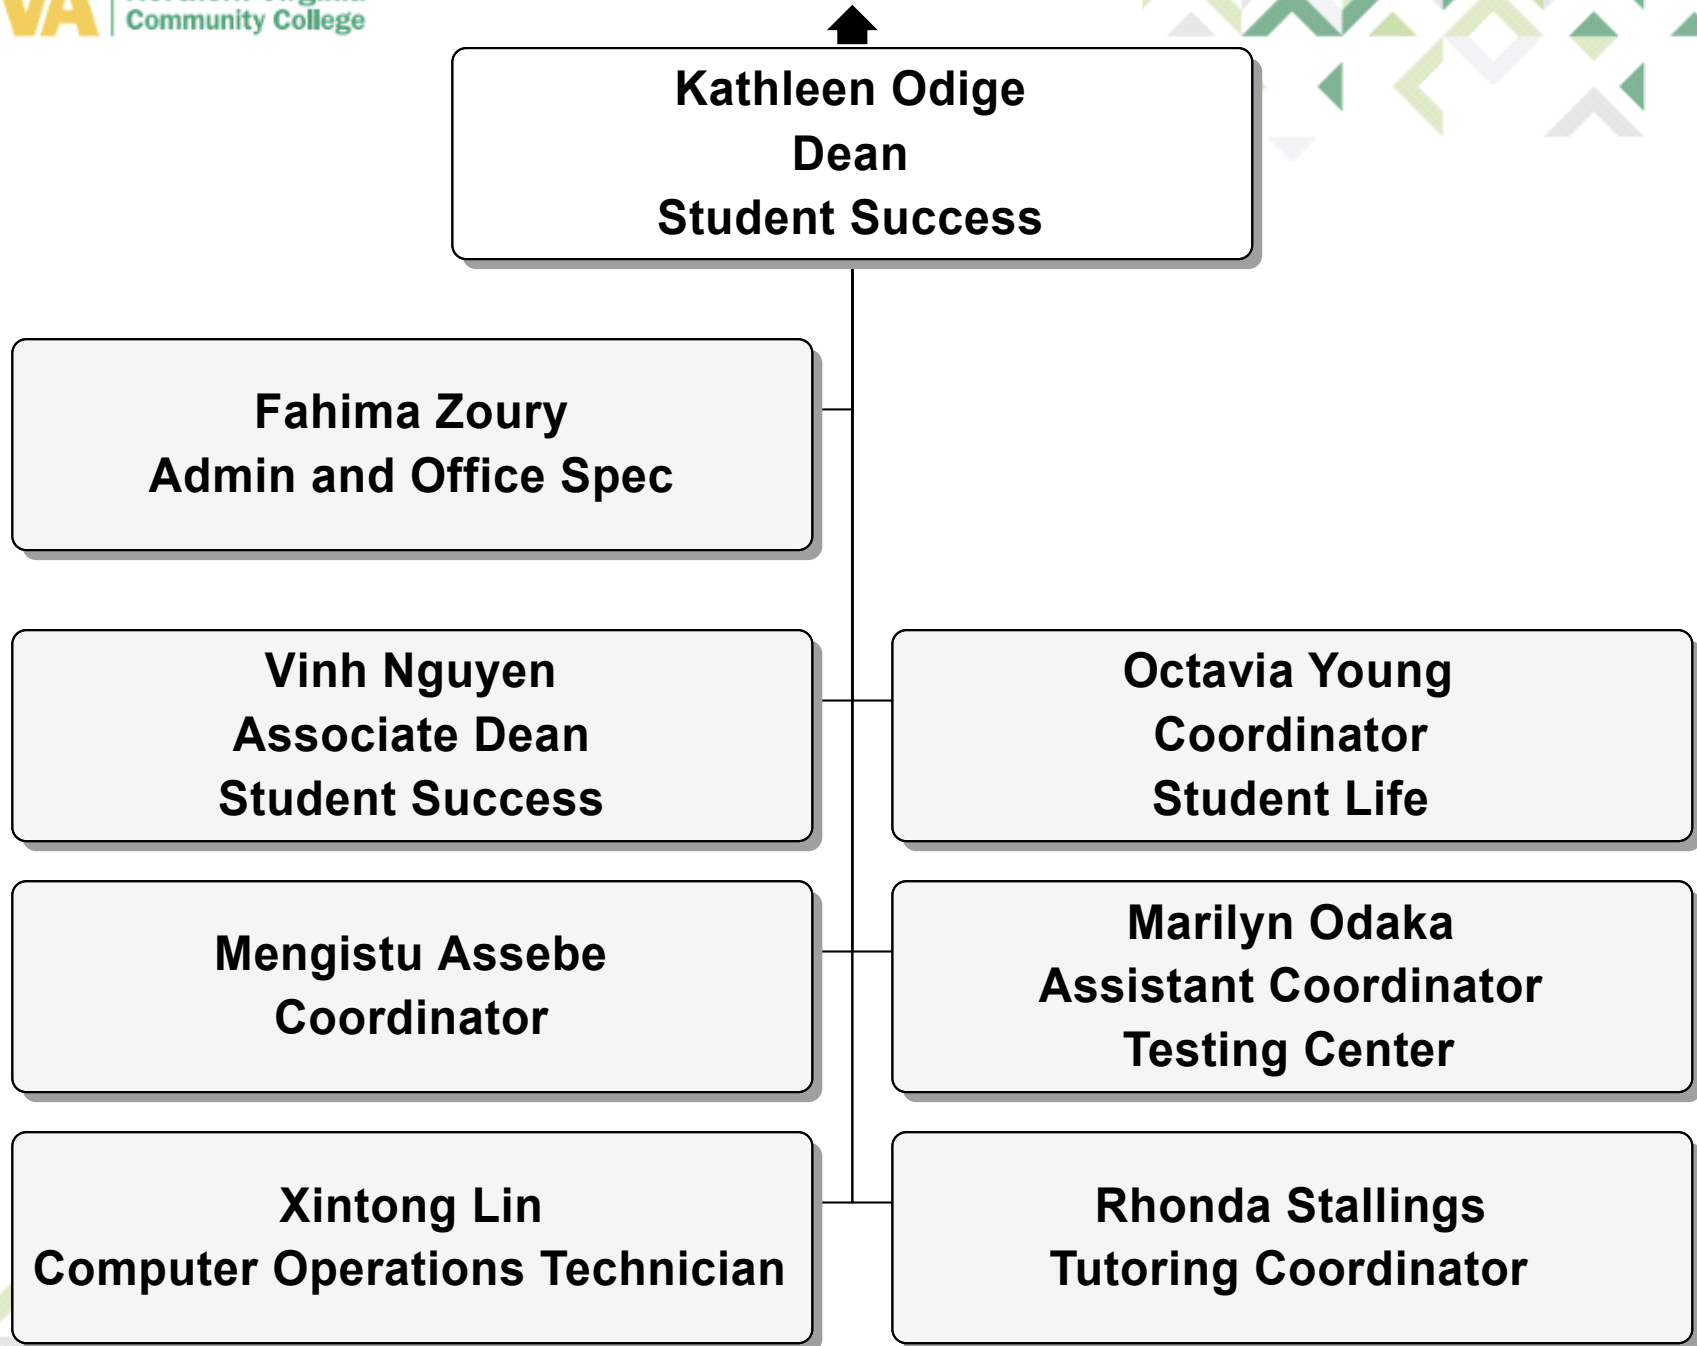 VA
Community College
Kathleen Odige
Dean
Student Success
Fahima Zoury
Admin and Office Spec
Vinh Nguyen
Associate Dean
Student Success
Octavia Young
Coordinator
Student Life
Mengistu Assebe
Coordinator
Marilyn Odaka
Assistant Coordinator
Testing Center
Xintong Lin
Computer Operations Technician
Rhonda Stallings
Tutoring Coordinator